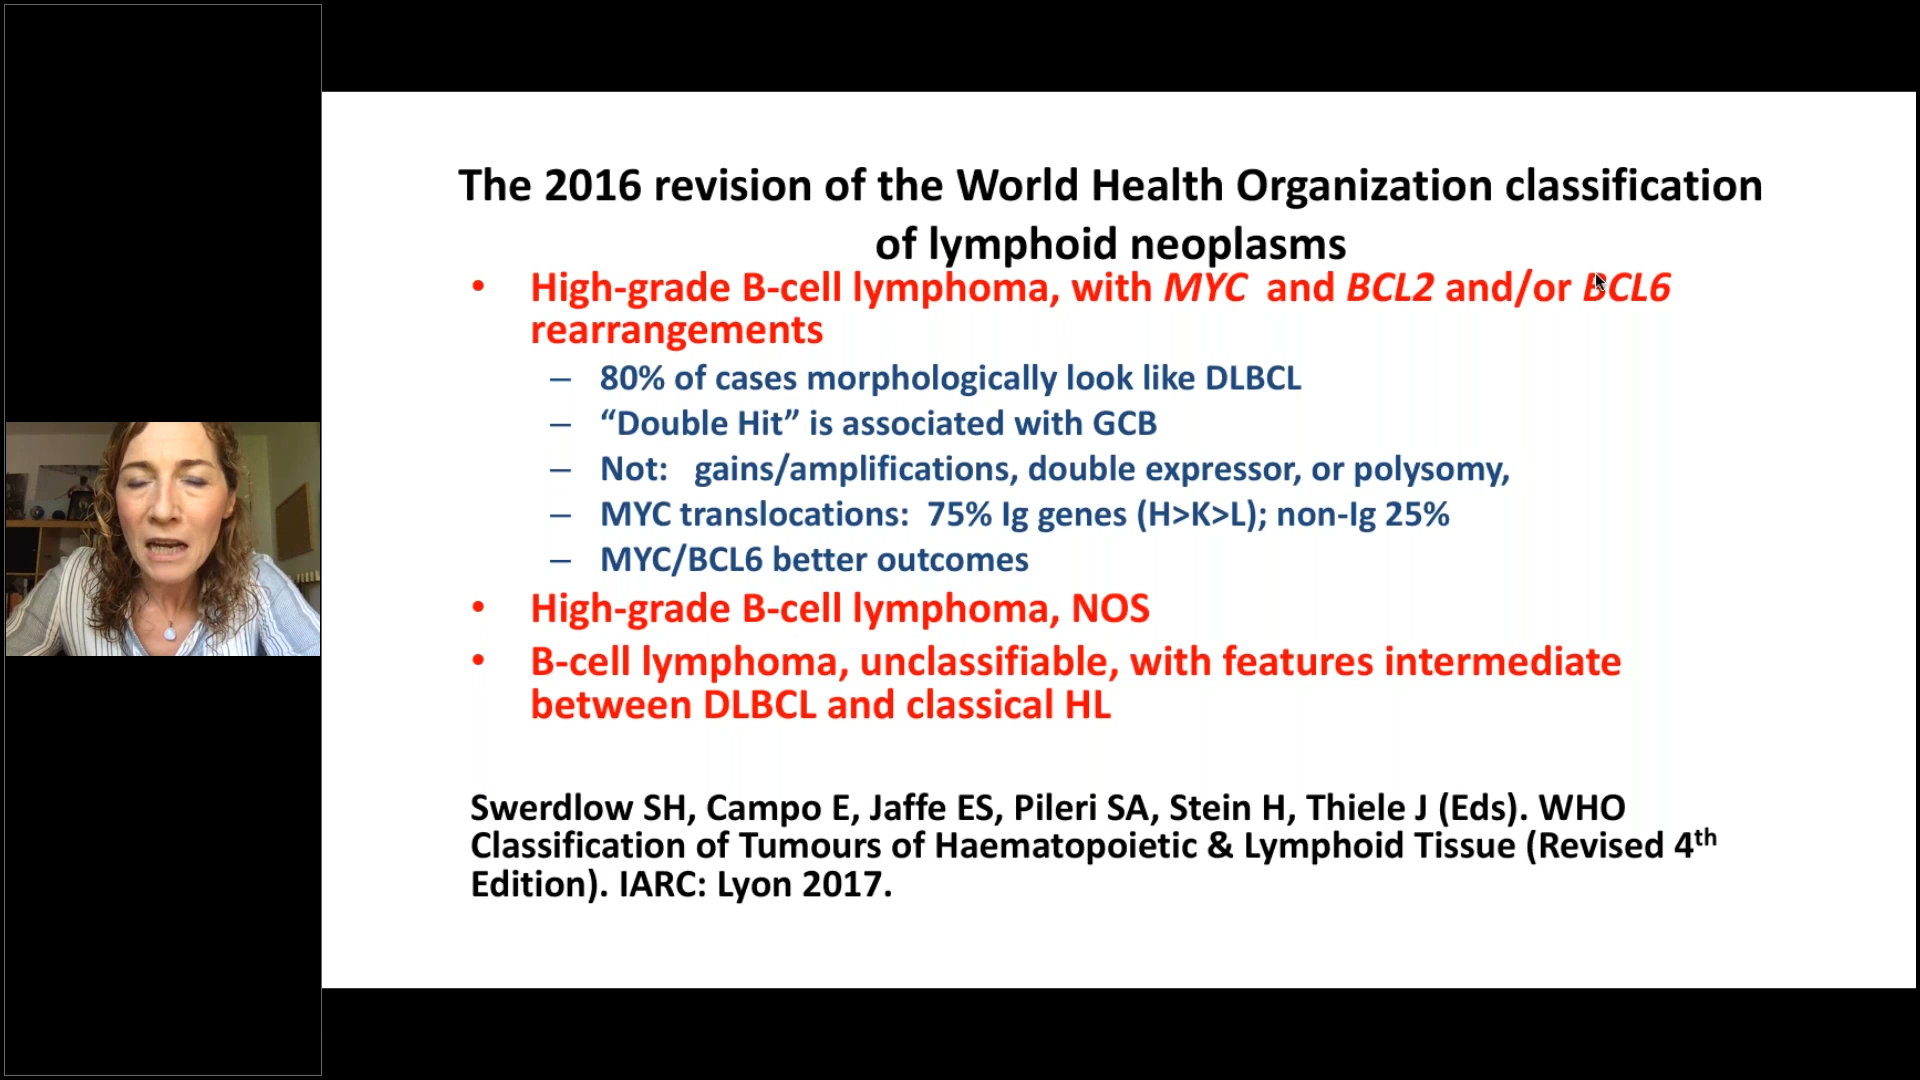 The 2016 revision of the World Health Organization classification
of lymphoid neoplasms
• High-grade B-cell lymphoma, with MYC and BCL2 and/or BCL6
rearrangements
– 80% of cases morphologically look like DLBCL
– “Double Hit” is associated with GCB
– Not: gains/amplifications, double expressor, or polysomy,
– MYC translocations: 75% Ig genes (H>K>L); non-Ig 25%
– MYC/BCL6 better outcomes
• High-grade B-cell lymphoma, NOS
• B-cell lymphoma, unclassifiable, with features intermediate
between DLBCL and classical HL
Swerdlow SH, Campo E, Jaffe ES, Pileri SA, Stein H, Thiele J (Eds). WHO
Classification of Tumours of Haematopoietic & Lymphoid Tissue (Revised 4th
Edition). IARC: Lyon 2017.